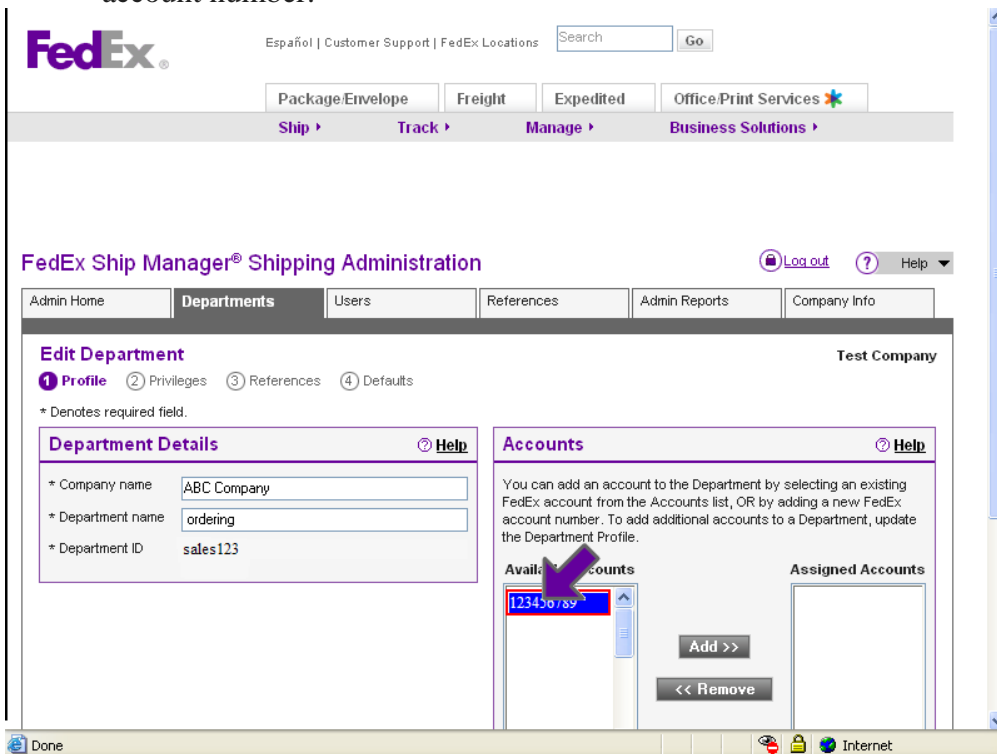 account number.
FedEx®
Español | Customer Support | FedEx Locations Search Go
Package/Envelope Freight Expedited Office/Print Services
Ship Track Manage Business Solutions
FedEx Ship Manager® Shipping Administration Log out ? Help
Admin Home Departments Users References Admin Reports Company Info
Edit Department Test Company
1 Profile 2 Privileges 3 References 4 Defaults
* Denotes required field.
Department Details ? Help
* Company name ABC Company
* Department name ordering
* Department ID sales123
Accounts ? Help
You can add an account to the Department by selecting an existing
FedEx account from the Accounts list, OR by adding a new FedEx
account number. To add additional accounts to a Department, update
the Department Profile.
Assigned Accounts
123456789
Add >>
<< Remove
Done Internet